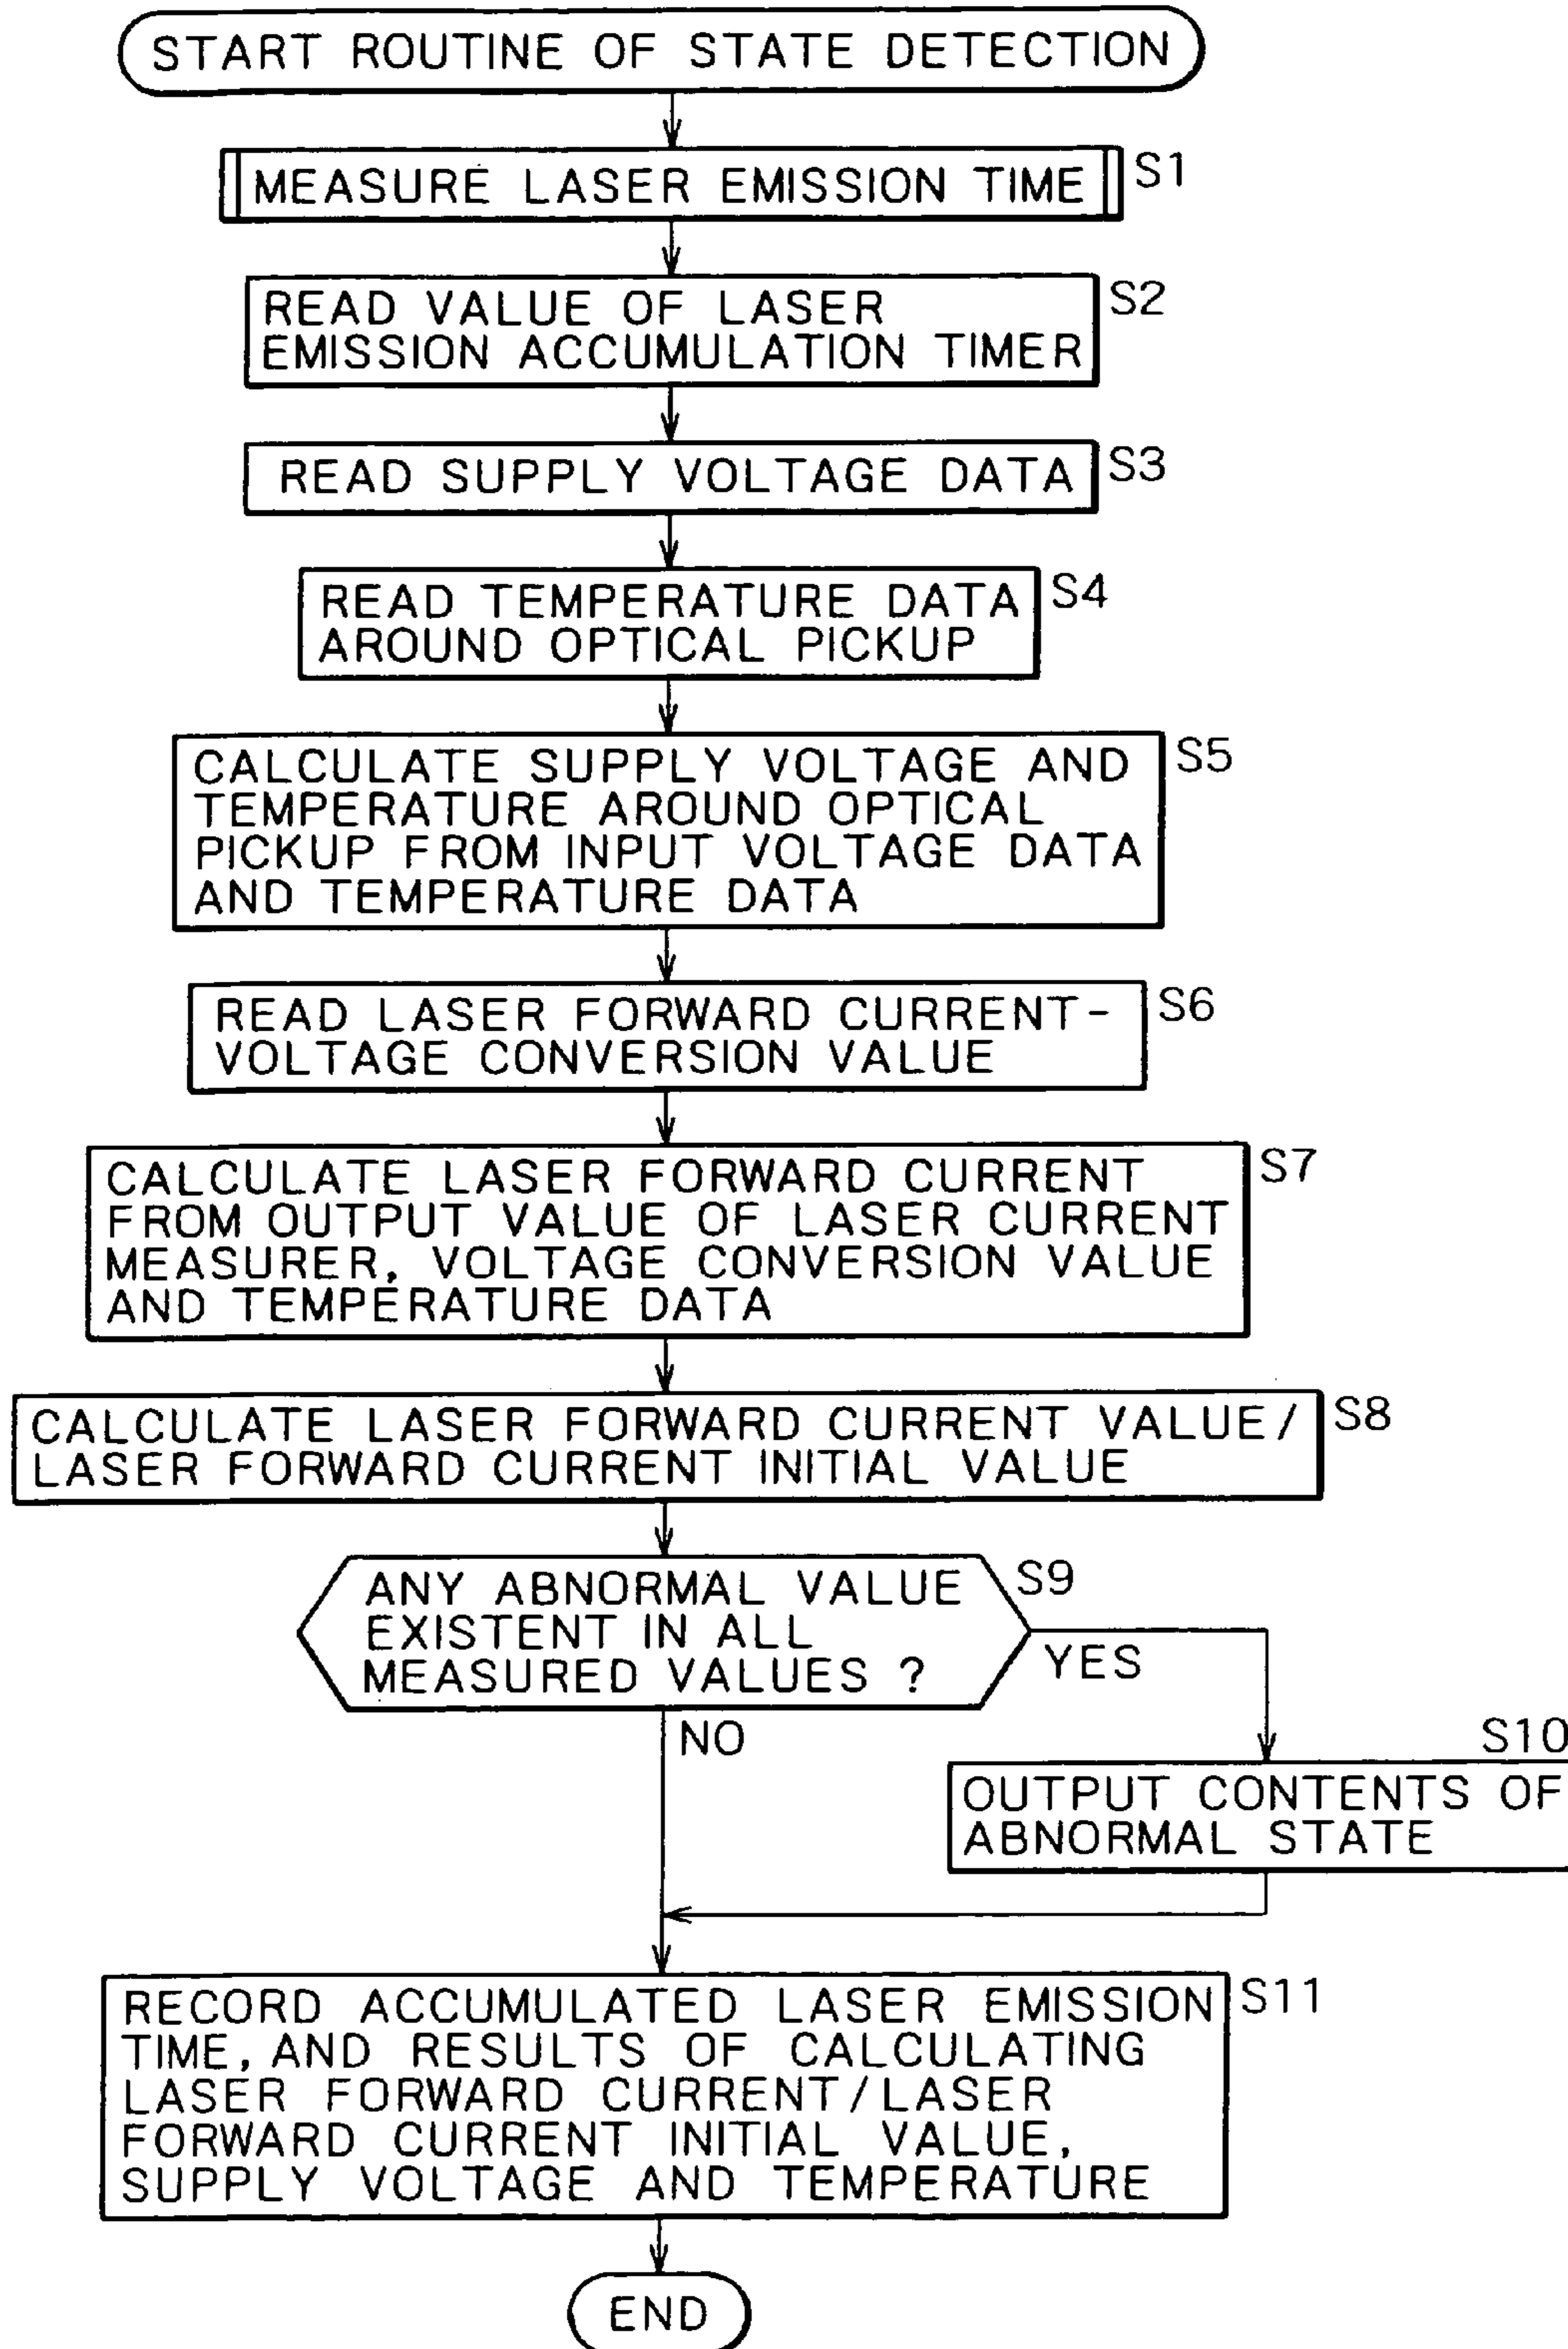 START ROUTINE OF STATE DETECTION
MEASURE LASER EMISSION TIME
S1
READ VALUE OF LASER
EMISSION ACCUMULATION TIMER
S2
READ SUPPLY VOLTAGE DATA
S3
READ TEMPERATURE DATA
AROUND OPTICAL PICKUP
S4
CALCULATE SUPPLY VOLTAGE AND
TEMPERATURE AROUND OPTICAL
PICKUP FROM INPUT VOLTAGE DATA
AND TEMPERATURE DATA
S5
READ LASER FORWARD CURRENT-
VOLTAGE CONVERSION VALUE
S6
CALCULATE LASER FORWARD CURRENT
FROM OUTPUT VALUE OF LASER CURRENT
MEASURER, VOLTAGE CONVERSION VALUE
AND TEMPERATURE DATA
S7
CALCULATE LASER FORWARD CURRENT VALUE/
LASER FORWARD CURRENT INITIAL VALUE
S8
ANY ABNORMAL VALUE
EXISTENT IN ALL
MEASURED VALUES ?
S9
YES
NO
S10
OUTPUT CONTENTS OF
ABNORMAL STATE
RECORD ACCUMULATED LASER EMISSION
TIME, AND RESULTS OF CALCULATING
LASER FORWARD CURRENT/LASER
FORWARD CURRENT INITIAL VALUE,
SUPPLY VOLTAGE AND TEMPERATURE
S11
END